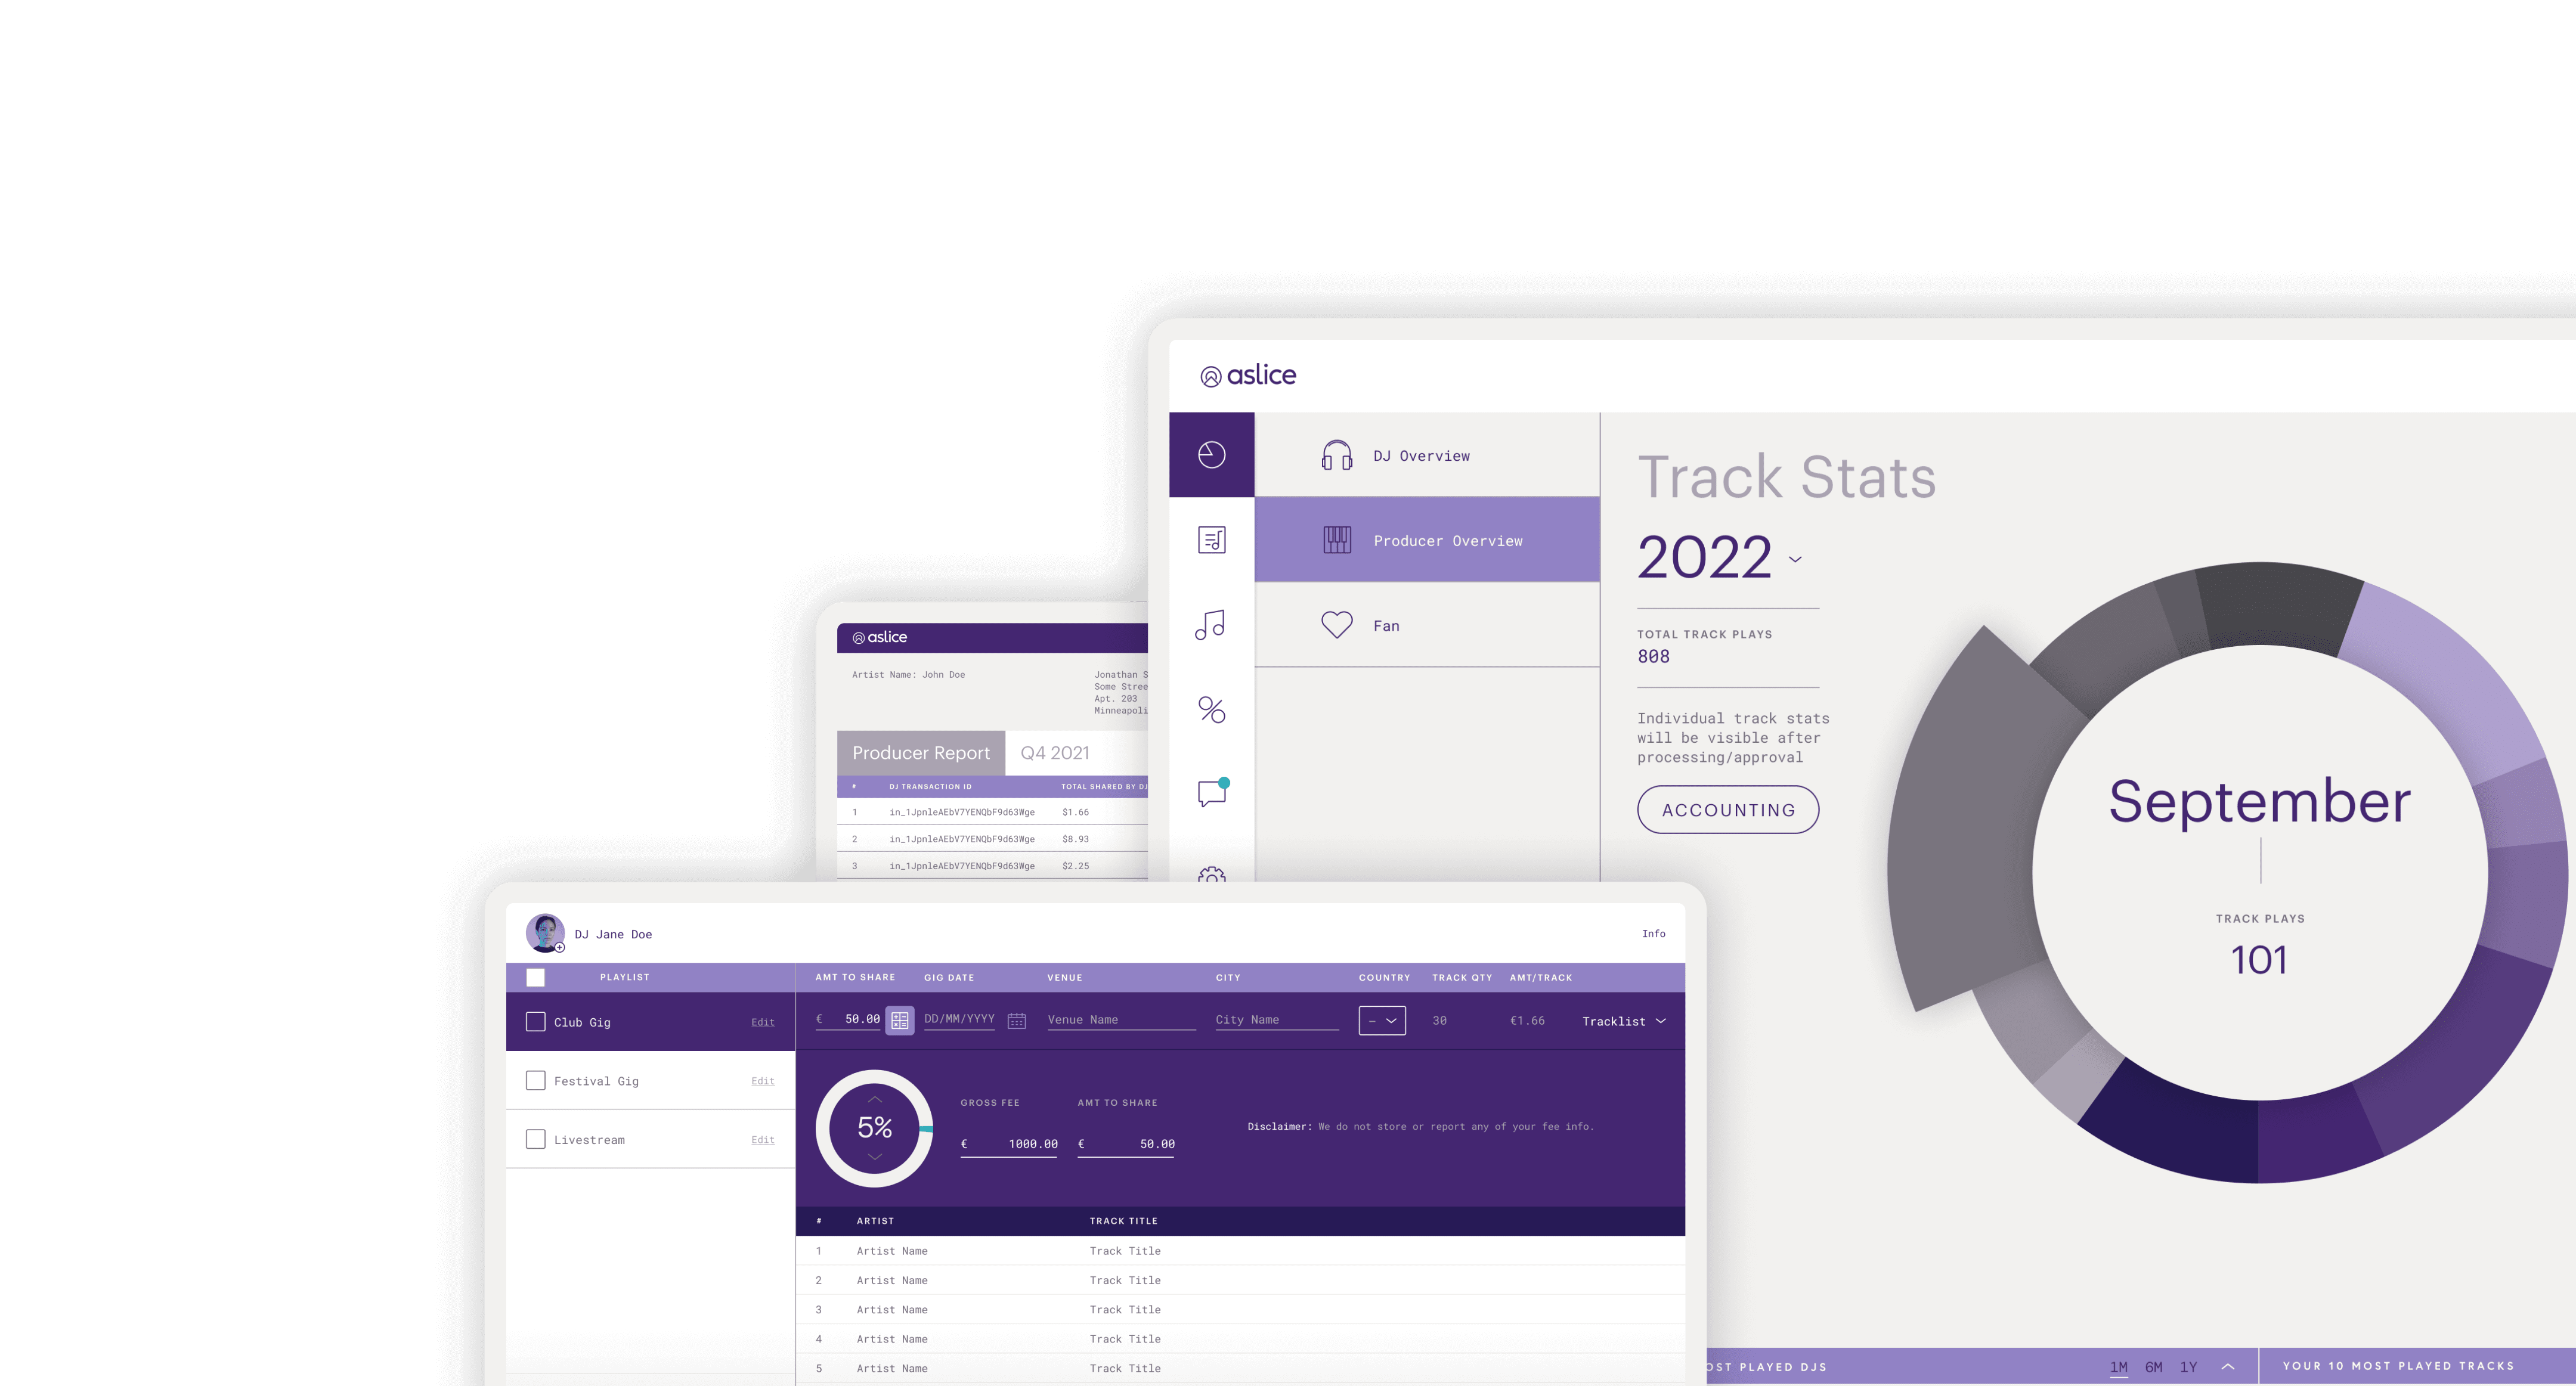 aslice
DJ Overview
Producer Overview
Fan
Track Stats
2022
TOTAL TRACK PLAYS
808
Individual track stats
will be visible after
processing/approval
ACCOUNTING
September
TRACK PLAYS
101
PLAYED DJS
1M 6M 1Y
YOUR 10 MOST PLAYED TRACKS
aslice
Artist Name: John Doe
Jonathan
Some
Apt. 203
Producer Report
Q4 2021
# DJ TRANSACTION ID TOTAL SHARED BY
1 in_1JpnleAEbV7YENQbF9d63Wge $1.66
2 in_1JpnleAEbV7YENQbF9d63Wge $8.93
3 in_1JpnleAEbV7YENQbF9d63Wge $2.25
DJ Jane Doe
Info
PLAYLIST
AMT TO SHARE GIG DATE VENUE CITY COUNTRY TRACK QTY AMT/TRACK
Club Gig Edit
€ 50.00 DD/MM/YYYY Venue Name City Name – 30 €1.66 Tracklist
Festival Gig Edit
Livestream Edit
5%
GROSS FEE AMT TO SHARE
€ 1000.00 € 50.00
Disclaimer: We do not store or report any of your fee info.
# ARTIST TRACK TITLE
1 Artist Name Track Title
2 Artist Name Track Title
3 Artist Name Track Title
4 Artist Name Track Title
5 Artist Name Track Title